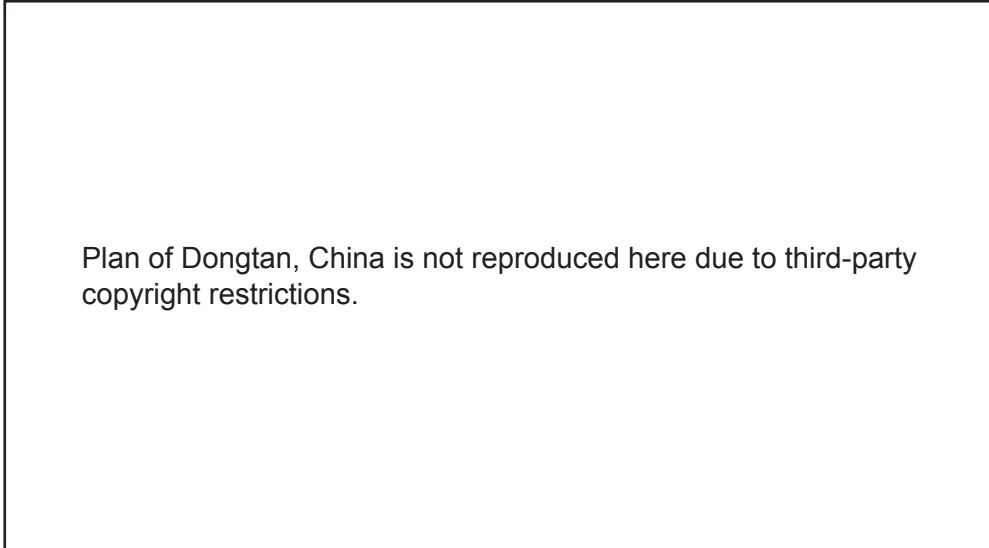 Plan of Dongtan, China is not reproduced here due to third-party
copyright restrictions.